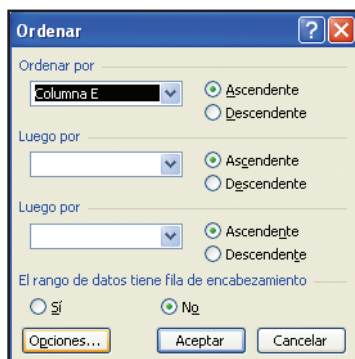 Ordenar
Ordenar por
Columna E
Ascendente
Descendente
Luego por
Ascendente
Descendente
Luego por
Ascendente
Descendente
El rango de datos tiene fila de encabezamiento
Sí
No
Opciones...
Aceptar
Cancelar